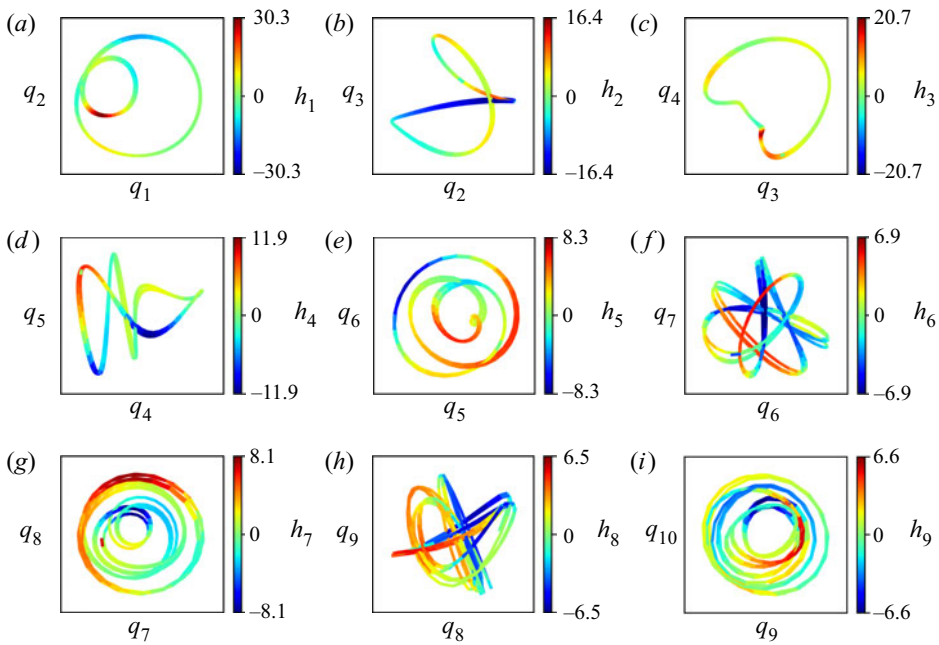 (a)
q2
q1
30.3
0
−30.3
h1
(b)
q3
q2
16.4
0
−16.4
h2
(c)
q4
q3
20.7
0
−20.7
h3
(d)
q5
q4
11.9
0
−11.9
h4
(e)
q6
q5
8.3
0
−8.3
h5
(f)
q7
q6
6.9
0
−6.9
h6
(g)
q8
q7
8.1
0
−8.1
h7
(h)
q9
q8
6.5
0
−6.5
h8
(i)
q10
q9
6.6
0
−6.6
h9